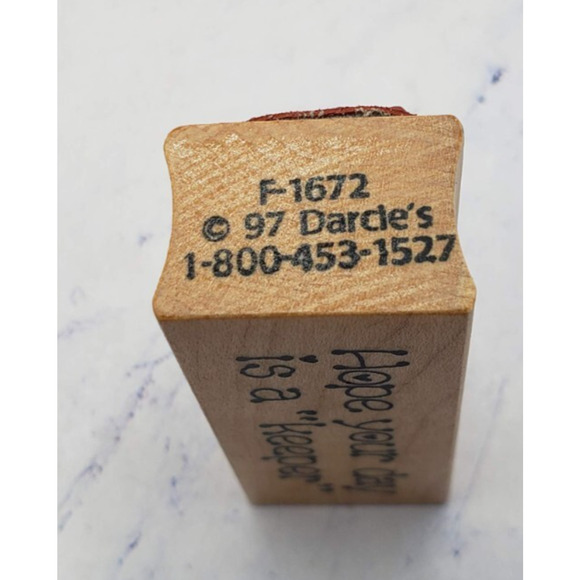 F-1672
© 97 Darcie's
1-800-453-1527
Hope your day
is a "keeper"